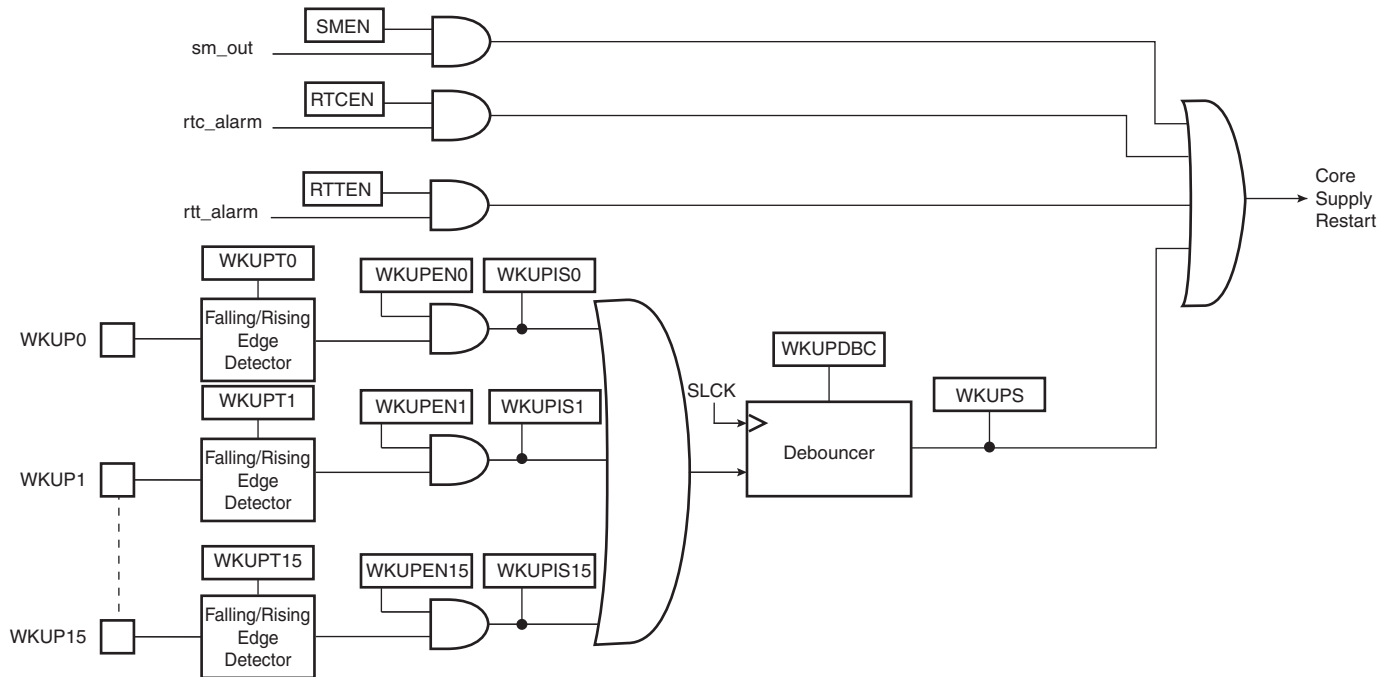 SMEN
sm_out
RTCEN
rtc_alarm
RTTEN
rtt_alarm
Core
Supply
Restart
WKUPT0
WKUPEN0
WKUPIS0
Falling/Rising
Edge
Detector
WKUP0
WKUPDBC
WKUPT1
WKUPEN1
WKUPIS1
SLCK
WKUPS
Falling/Rising
Edge
Detector
Debouncer
WKUP1
WKUPT15
WKUPEN15
WKUPIS15
Falling/Rising
Edge
Detector
WKUP15